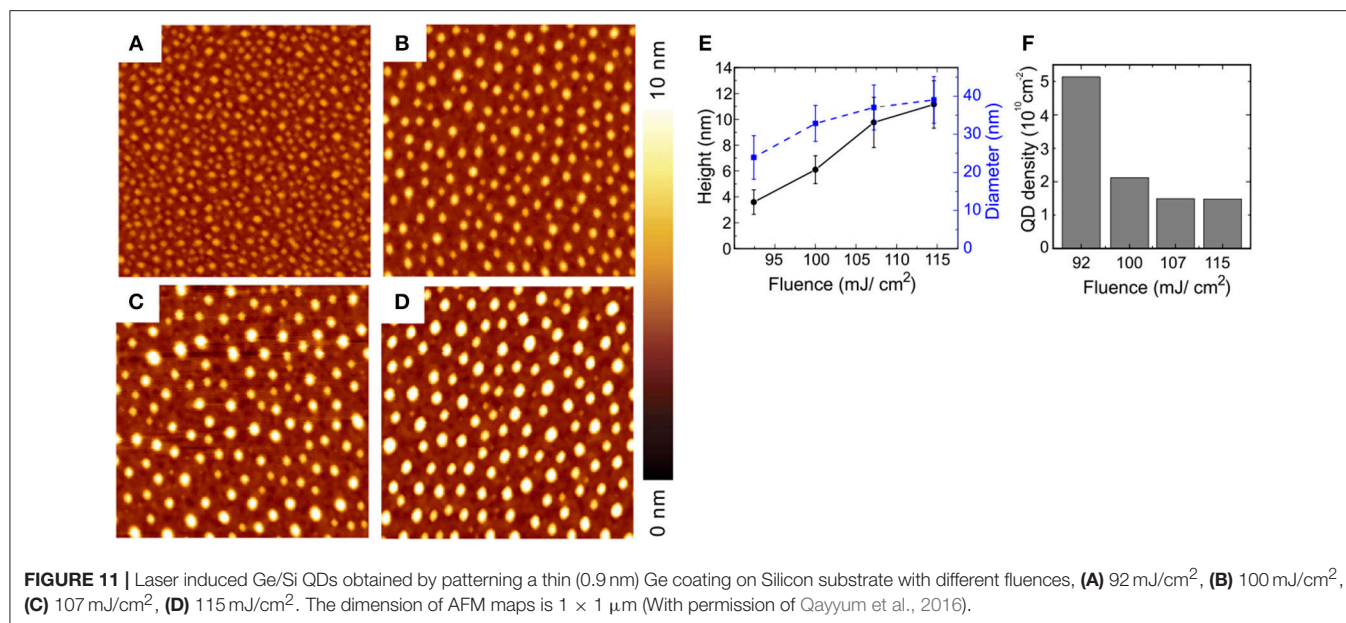 A
B
C
D
10 nm
0 nm
E
14
12
10
8
6
4
2
0
Height (nm)
40
30
20
10
0
Diameter (nm)
95 100 105 110 115
Fluence (mJ/ cm²)
F
5
4
3
2
1
0
QD density (10¹⁰cm⁻²)
92 100 107 115
Fluence (mJ/ cm²)
FIGURE 11 | Laser induced Ge/Si QDs obtained by patterning a thin (0.9 nm) Ge coating on Silicon substrate with different fluences, (A) 92 mJ/cm², (B) 100 mJ/cm²,
(C) 107 mJ/cm², (D) 115 mJ/cm². The dimension of AFM maps is 1 × 1 μm (With permission of Qayyum et al., 2016).